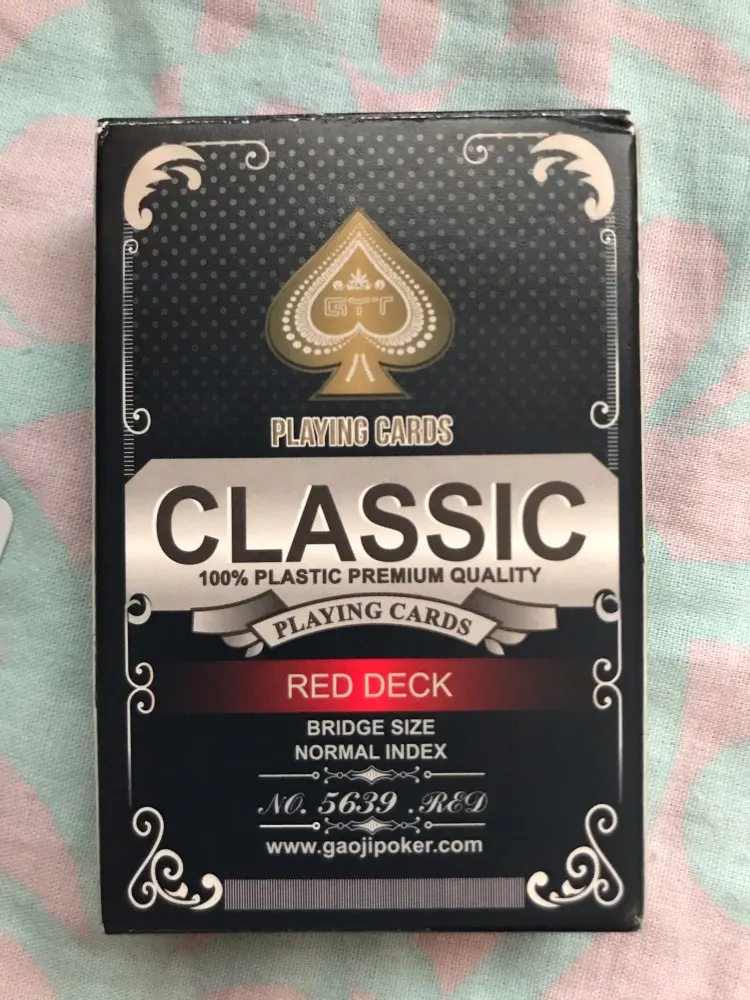 GTT
PLAYING CARDS
CLASSIC
100% PLASTIC PREMIUM QUALITY
PLAYING CARDS
RED DECK
BRIDGE SIZE
NORMAL INDEX
NO. 5639 .RED
www.gaojipoker.com